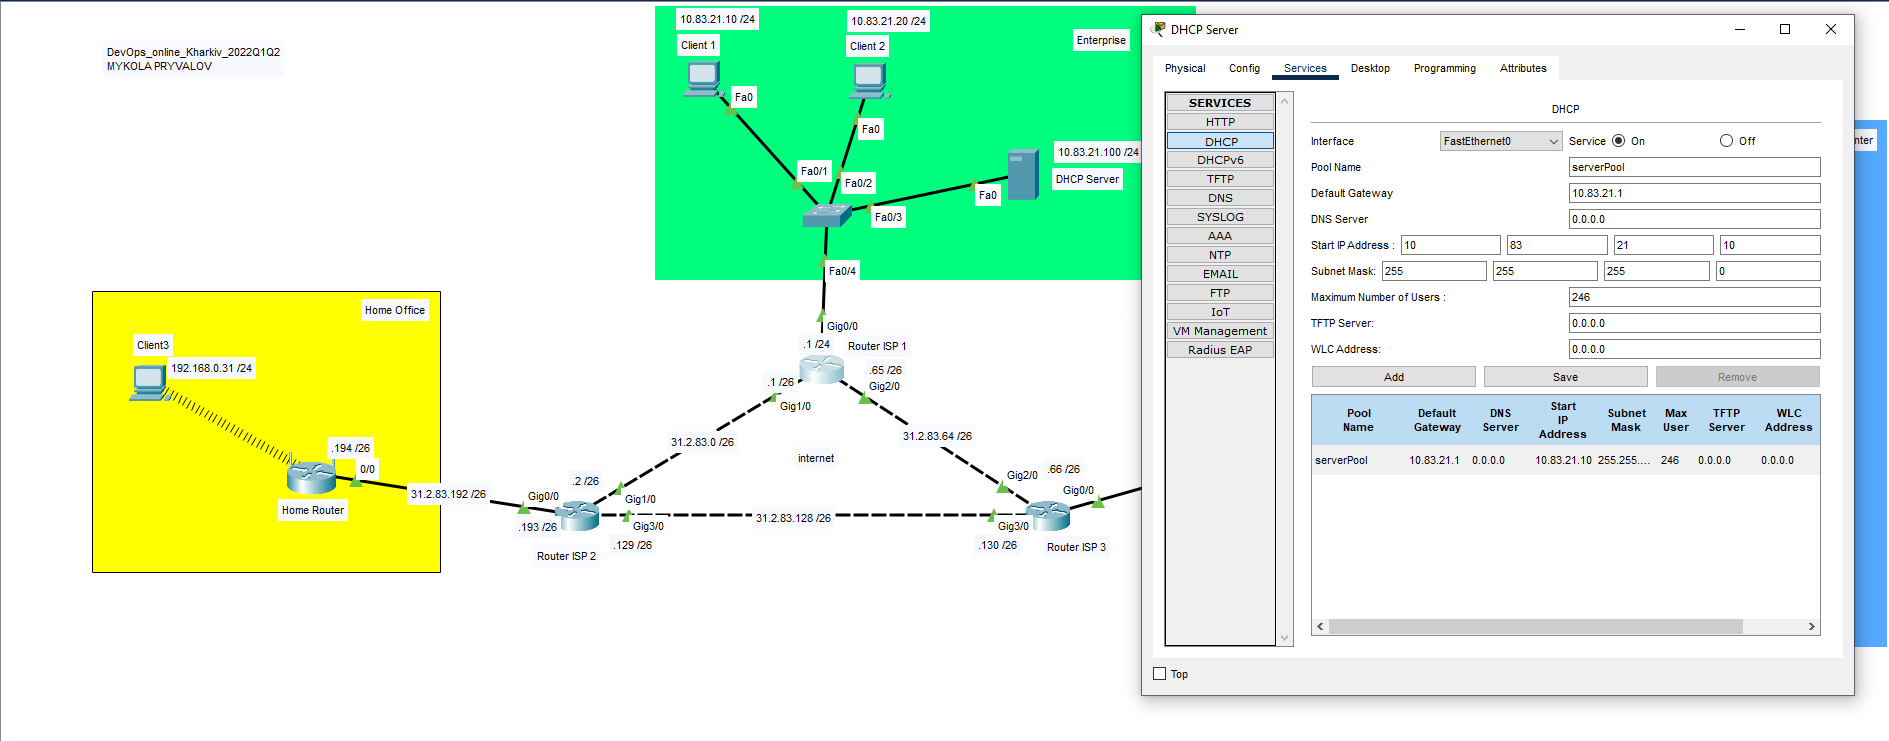 DevOps_online_Kharkiv_2022Q1Q2
MYKOLA PRYVALOV
10.83.21.10 /24
Client 1
10.83.21.20 /24
Client 2
Enterprise
Fa0
Fa0
Fa0/1
Fa0/2
Fa0/3
Fa0
10.83.21.100 /24
DHCP Server
Fa0/4
Gig0/0
.1 /24
Router ISP 1
.65 /26
Gig2/0
.1 /26
Gig1/0
31.2.83.0 /26
31.2.83.64 /26
internet
Home Office
Client3
192.168.0.31 /24
.194 /26
0/0
Home Router
31.2.83.192 /26
.2 /26
Gig0/0
Gig1/0
.193 /26
Gig3/0
.129 /26
Router ISP 2
31.2.83.128 /26
Gig2/0
.66 /26
Gig0/0
Gig3/0
.130 /26
Router ISP 3
nter
DHCP Server
Physical Config Services Desktop Programming Attributes
SERVICES
HTTP
DHCP
DHCPv6
TFTP
DNS
SYSLOG
AAA
NTP
EMAIL
FTP
IoT
VM Management
Radius EAP
DHCP
Interface FastEthernet0 Service On Off
Pool Name serverPool
Default Gateway 10.83.21.1
DNS Server 0.0.0.0
Start IP Address : 10 83 21 10
Subnet Mask: 255 255 255 0
Maximum Number of Users : 246
TFTP Server: 0.0.0.0
WLC Address: 0.0.0.0
Add Save Remove
Pool Name Default Gateway DNS Server Start IP Address Subnet Mask Max User TFTP Server WLC Address
serverPool 10.83.21.1 0.0.0.0 10.83.21.10 255.255.... 246 0.0.0.0 0.0.0.0
Top